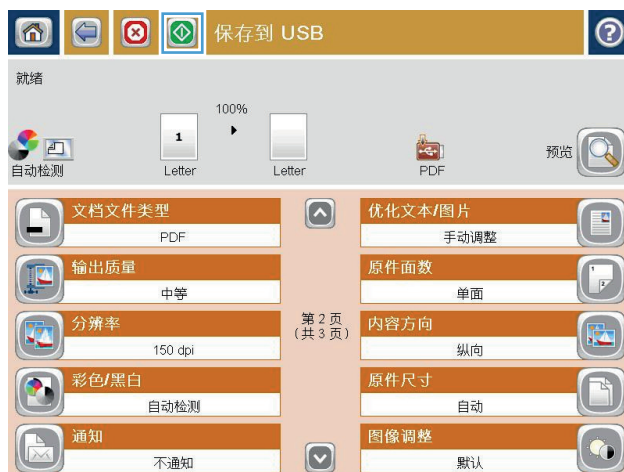 保存到 USB
就绪
100%
1
自动检测
Letter
Letter
PDF
预览
文档文件类型
PDF
输出质量
中等
分辨率
150 dpi
彩色/黑白
自动检测
通知
不通知
第 2 页
(共 3 页)
优化文本/图片
手动调整
原件面数
单面
内容方向
纵向
原件尺寸
自动
图像调整
默认